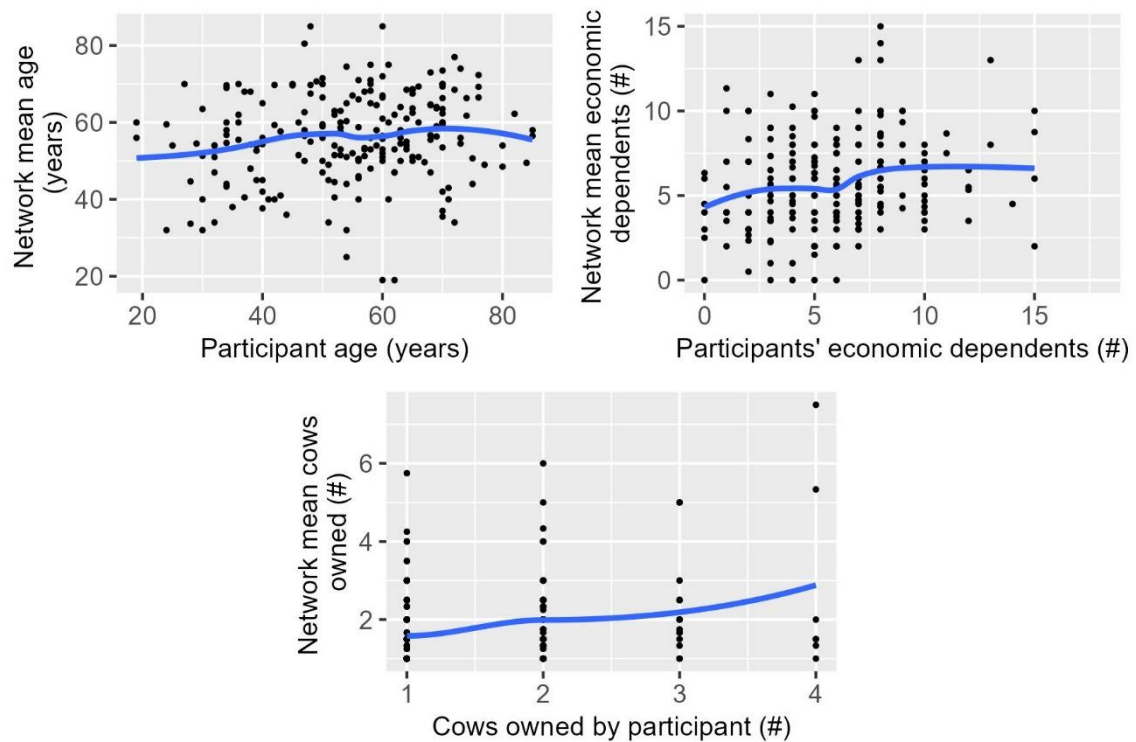 Network mean age
(years)
80
60
40
20
20 40 60 80
Participant age (years)
Network mean economic
dependents (#)
15
10
5
0
0 5 10 15
Participants' economic dependents (#)
Network mean cows
owned (#)
6
4
2
1 2 3 4
Cows owned by participant (#)